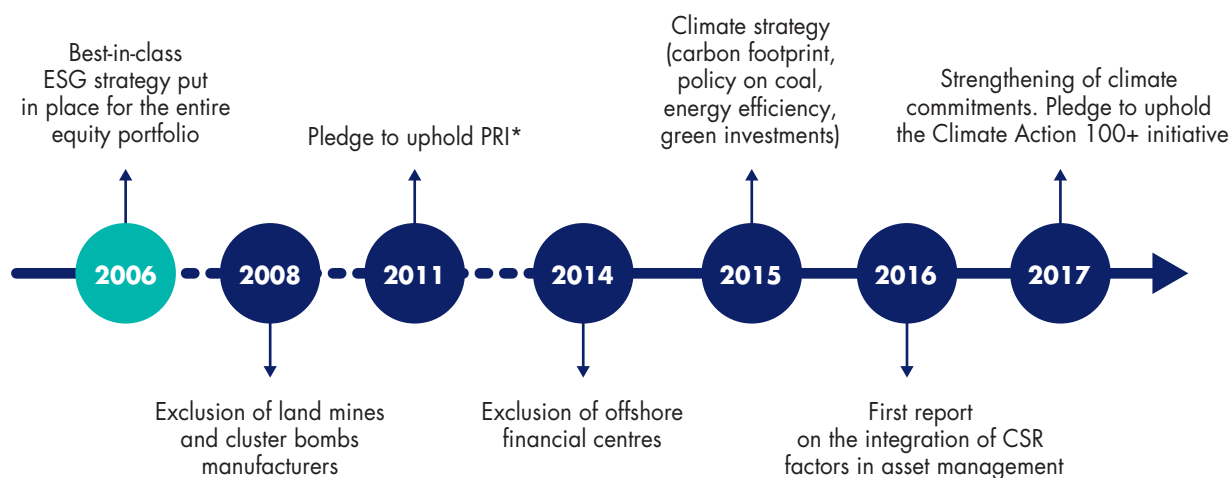 Best-in-class
ESG strategy put
in place for the entire
equity portfolio
Pledge to uphold PRI*
Climate strategy
(carbon footprint,
policy on coal,
energy efficiency,
green investments)
Strengthening of climate
commitments. Pledge to uphold
the Climate Action 100+ initiative
2006
2008
2011
2014
2015
2016
2017
Exclusion of land mines
and cluster bombs
manufacturers
Exclusion of offshore
financial centres
First report
on the integration of CSR
factors in asset management